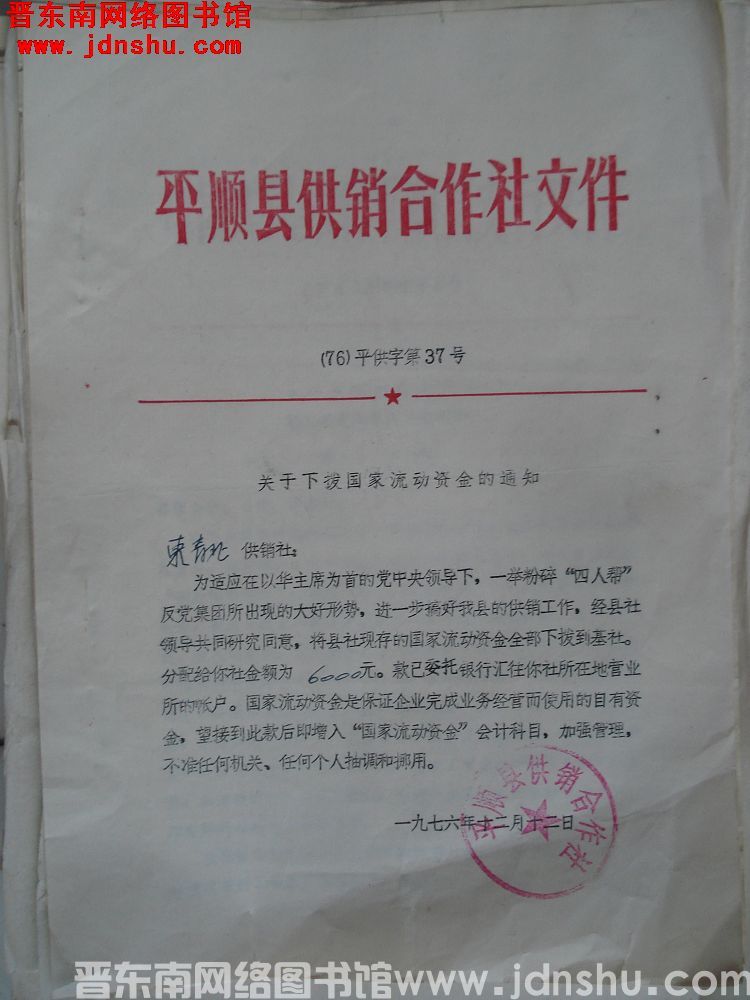 晋东南网络图书馆
www.jdnshu.com
平顺县供销合作社文件
(76)平供字第37号
关于下拨国家流动资金的通知
東青北 供销社：
为适应在以华主席为首的党中央领导下，一举粉碎“四人帮”
反党集团所出现的大好形势，进一步搞好我县的供销工作，经县社
领导共同研究同意，将县社现存的国家流动资金全部下拨到基社。
分配给你社金额为 6000元。款已委托银行汇往你社所在地营业
所的帐户。国家流动资金是保证企业完成业务经营而使用的自有资
金，望接到此款后即增入“国家流动资金”会计科目，加强管理，
不准任何机关、任何个人抽调和挪用。
一九七六年十二月十二日
平顺县供销合作社
晋东南网络图书馆www.jdnshu.com